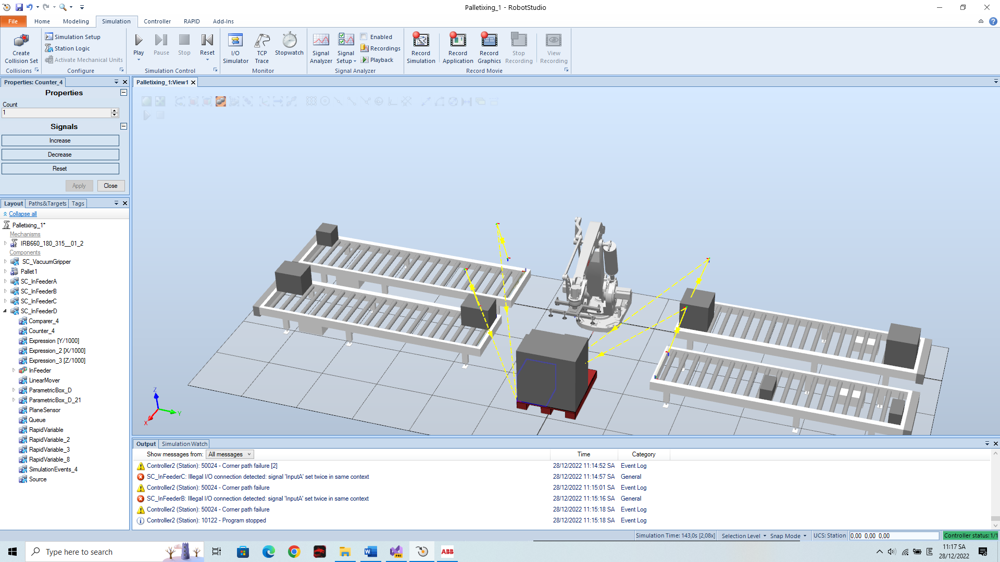 Palletixing_1 - RobotStudio
File
Home
Modeling
Simulation
Controller
RAPID
Add-Ins
Create
Collision Set
Collisions
Simulation Setup
Station Logic
Activate Mechanical Units
Configure
Play
Pause
Stop
Reset
Simulation Control
I/O
Simulator
TCP
Trace
Stopwatch
Monitor
Signal
Analyzer
Signal
Setup
Enabled
Recordings
Playback
Signal Analyzer
Record
Simulation
Record
Application
Record
Graphics
Stop
Recording
View
Recording
Record Movie
Properties: Counter_4
Properties
Count
1
Signals
Increase
Decrease
Reset
Apply
Close
Layout
Paths&Targets
Tags
Collapse all
Palletixing_1*
Mechanisms
IRB660_180_315__01_2
Components
SC_VacuumGripper
Pallet1
SC_InFeederA
SC_InFeederB
SC_InFeederC
SC_InFeederD
Comparer_4
Counter_4
Expression [Y/1000]
Expression_2 [X/1000]
Expression_3 [Z/1000]
InFeeder
LinearMover
ParametricBox_D
ParametricBox_D_21
PlaneSensor
Queue
RapidVariable
RapidVariable_2
RapidVariable_3
RapidVariable_8
SimulationEvents_4
Source
Palletixing_1:View1
Z
Y
X
Output
Simulation Watch
Show messages from:
All messages
Time
Category
Controller2 (Station): 50024 - Corner path failure [2]
28/12/2022 11:14:52 SA
Event Log
SC_InFeederC: Illegal I/O connection detected: signal 'InputA' set twice in same context
28/12/2022 11:14:57 SA
General
Controller2 (Station): 50024 - Corner path failure
28/12/2022 11:15:01 SA
Event Log
SC_InFeederB: Illegal I/O connection detected: signal 'InputA' set twice in same context
28/12/2022 11:15:16 SA
General
Controller2 (Station): 50024 - Corner path failure
28/12/2022 11:15:18 SA
Event Log
Controller2 (Station): 10122 - Program stopped
28/12/2022 11:15:18 SA
Event Log
Simulation Time: 143,0s [2,08x]
Selection Level
Snap Mode
UCS: Station
0,00 0,00 0,00
Controller status: 1/1
Type here to search
PRE
ABB
E
11:17 SA
28/12/2022